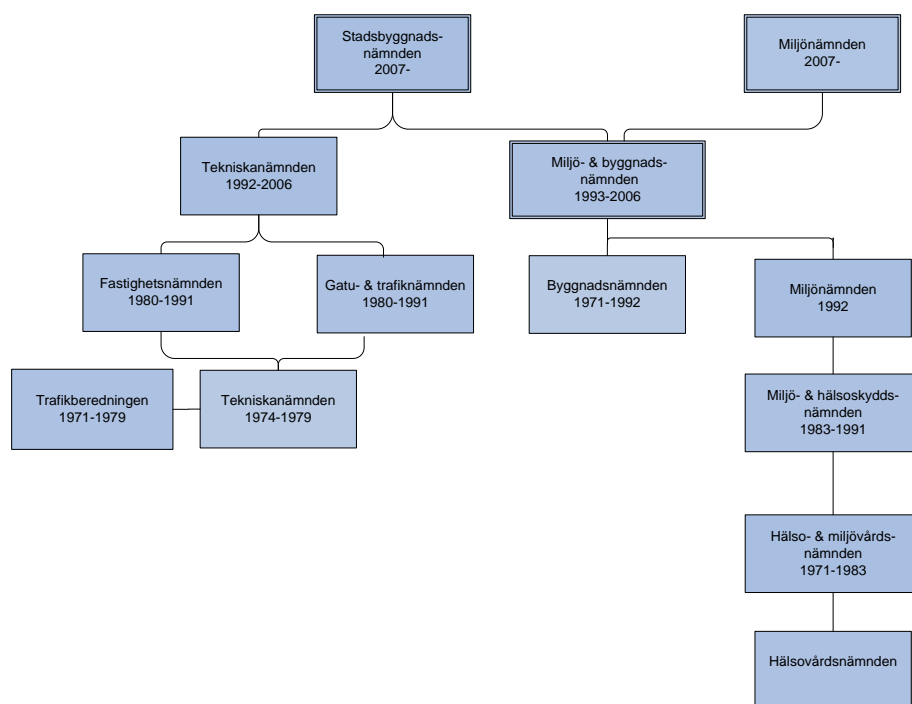 Stadsbyggnads-
nämnden
2007-
Miljönämnden
2007-
Tekniskanämnden
1992-2006
Miljö- & byggnads-
nämnden
1993-2006
Fastighetsnämnden
1980-1991
Gatu- & trafiknämnden
1980-1991
Byggnadsnämnden
1971-1992
Miljönämnden
1992
Trafikberedningen
1971-1979
Tekniskanämnden
1974-1979
Miljö- & hälsoskydds-
nämnden
1983-1991
Hälso- & miljövårds-
nämnden
1971-1983
Hälsovårdsnämnden